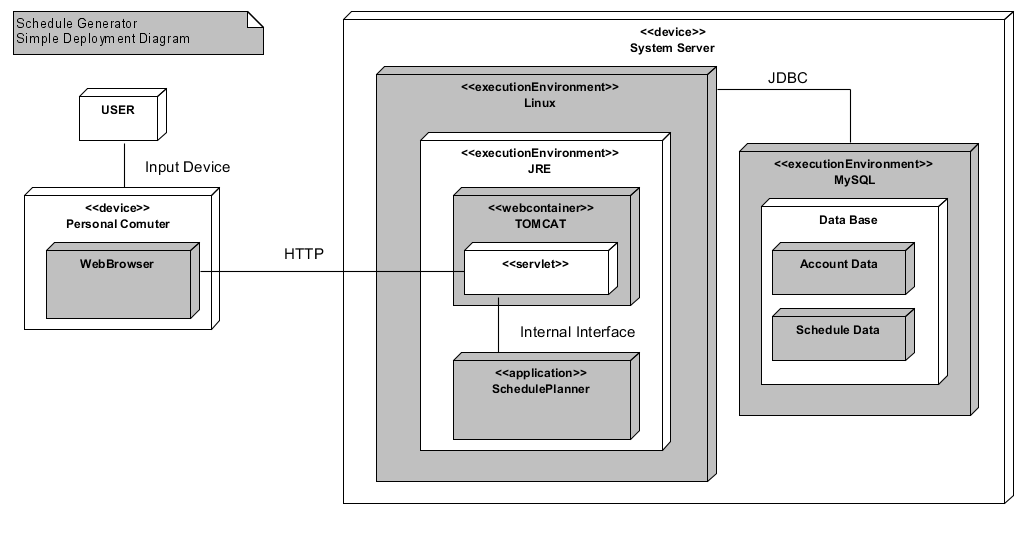 Schedule Generator
Simple Deployment Diagram
USER
Input Device
<<device>>
Personal Comuter
WebBrowser
HTTP
<<device>>
System Server
<<executionEnvironment>>
Linux
<<executionEnvironment>>
JRE
<<webcontainer>>
TOMCAT
<<servlet>>
Internal Interface
<<application>>
SchedulePlanner
JDBC
<<executionEnvironment>>
MySQL
Data Base
Account Data
Schedule Data